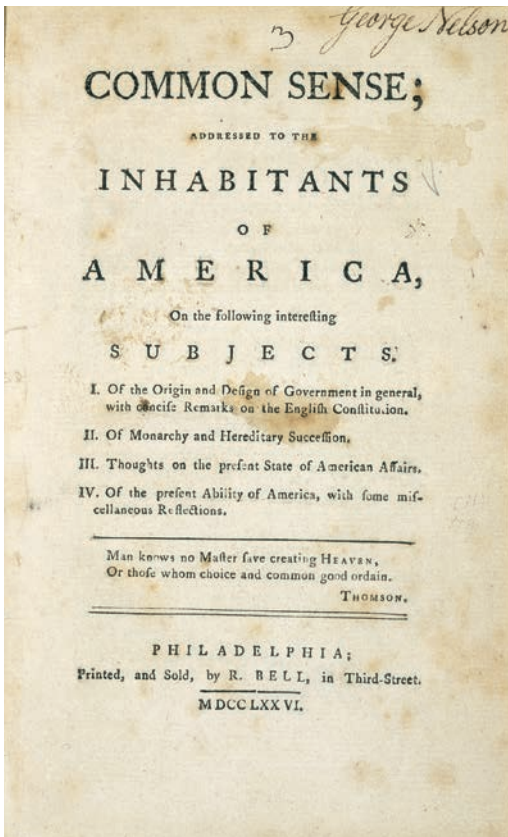 3 George Nelson
COMMON SENSE;
ADDRESSED TO THE
INHABITANTS
OF
AMERICA,
On the following intereſting
SUBJECTS.
I. Of the Origin and Deſign of Government in general,
with conciſe Remarks on the Engliſh Conſtitution.
II. Of Monarchy and Hereditary Succeſſion.
III. Thoughts on the preſent State of American Affairs.
IV. Of the preſent Ability of America, with ſome miſ-
cellaneous Reflections.
Man knows no Maſter ſave creating HEAVEN,
Or thoſe whom choice and common good ordain.
THOMSON.
PHILADELPHIA;
Printed, and Sold, by R. BELL, in Third-Street.
MDCCLXXVI.